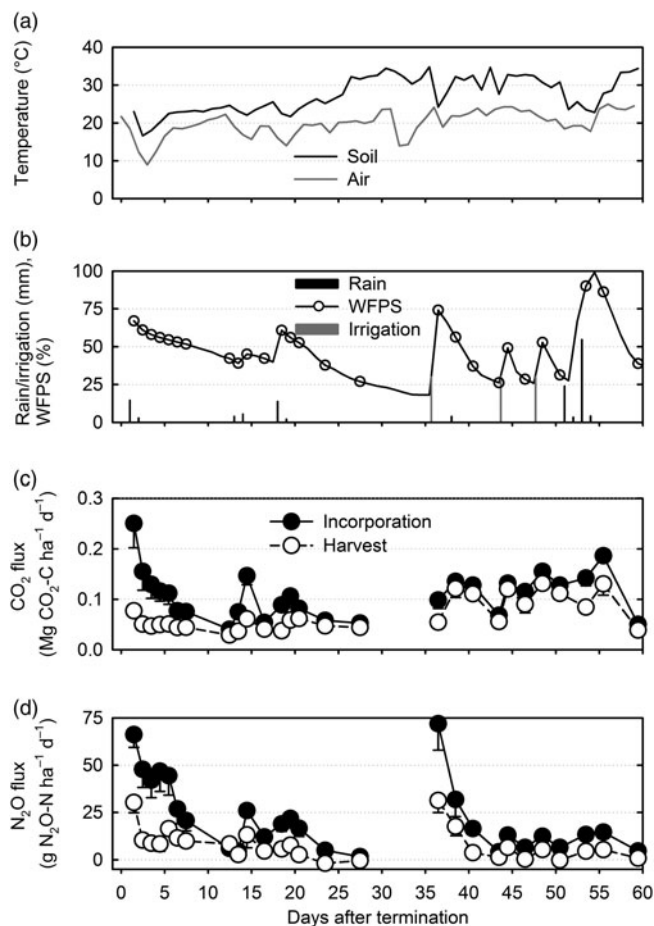 (a)
Temperature (°C)
40
30
20
10
0
Soil
Air
(b)
Rain/irrigation (mm),
WFPS (%)
100
75
50
25
0
Rain
WFPS
Irrigation
(c)
CO₂ flux
(Mg CO₂-C ha⁻¹ d⁻¹)
0.3
0.2
0.1
0.0
Incorporation
Harvest
(d)
N₂O flux
(g N₂O-N ha⁻¹ d⁻¹)
75
50
25
0
0 5 10 15 20 25 30 35 40 45 50 55 60
Days after termination